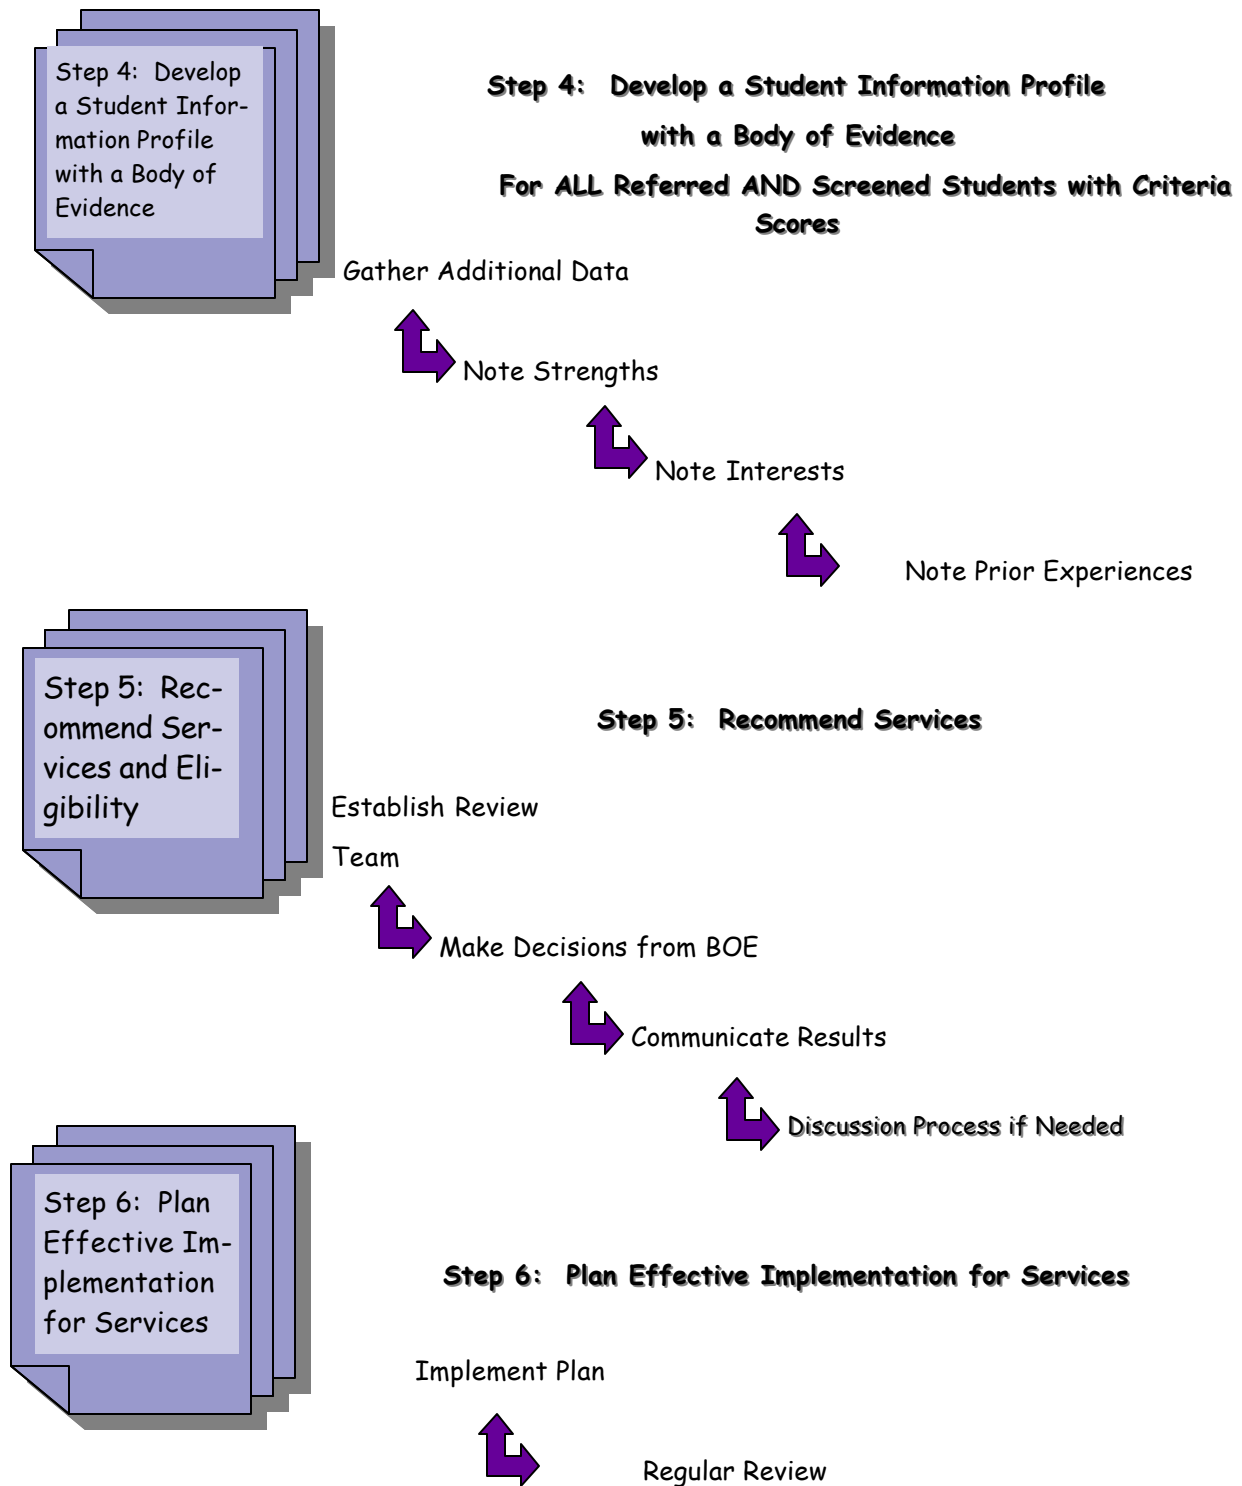 Step 4: Develop
a Student Infor-
mation Profile
with a Body of
Evidence
Step 4: Develop a Student Information Profile
with a Body of Evidence
For ALL Referred AND Screened Students with Criteria
Scores
Gather Additional Data
Note Strengths
Note Interests
Note Prior Experiences
Step 5: Rec-
ommend Ser-
vices and Eli-
gibility
Step 5: Recommend Services
Establish Review
Team
Make Decisions from BOE
Communicate Results
Discussion Process if Needed
Step 6: Plan
Effective Im-
plementation
for Services
Step 6: Plan Effective Implementation for Services
Implement Plan
Regular Review